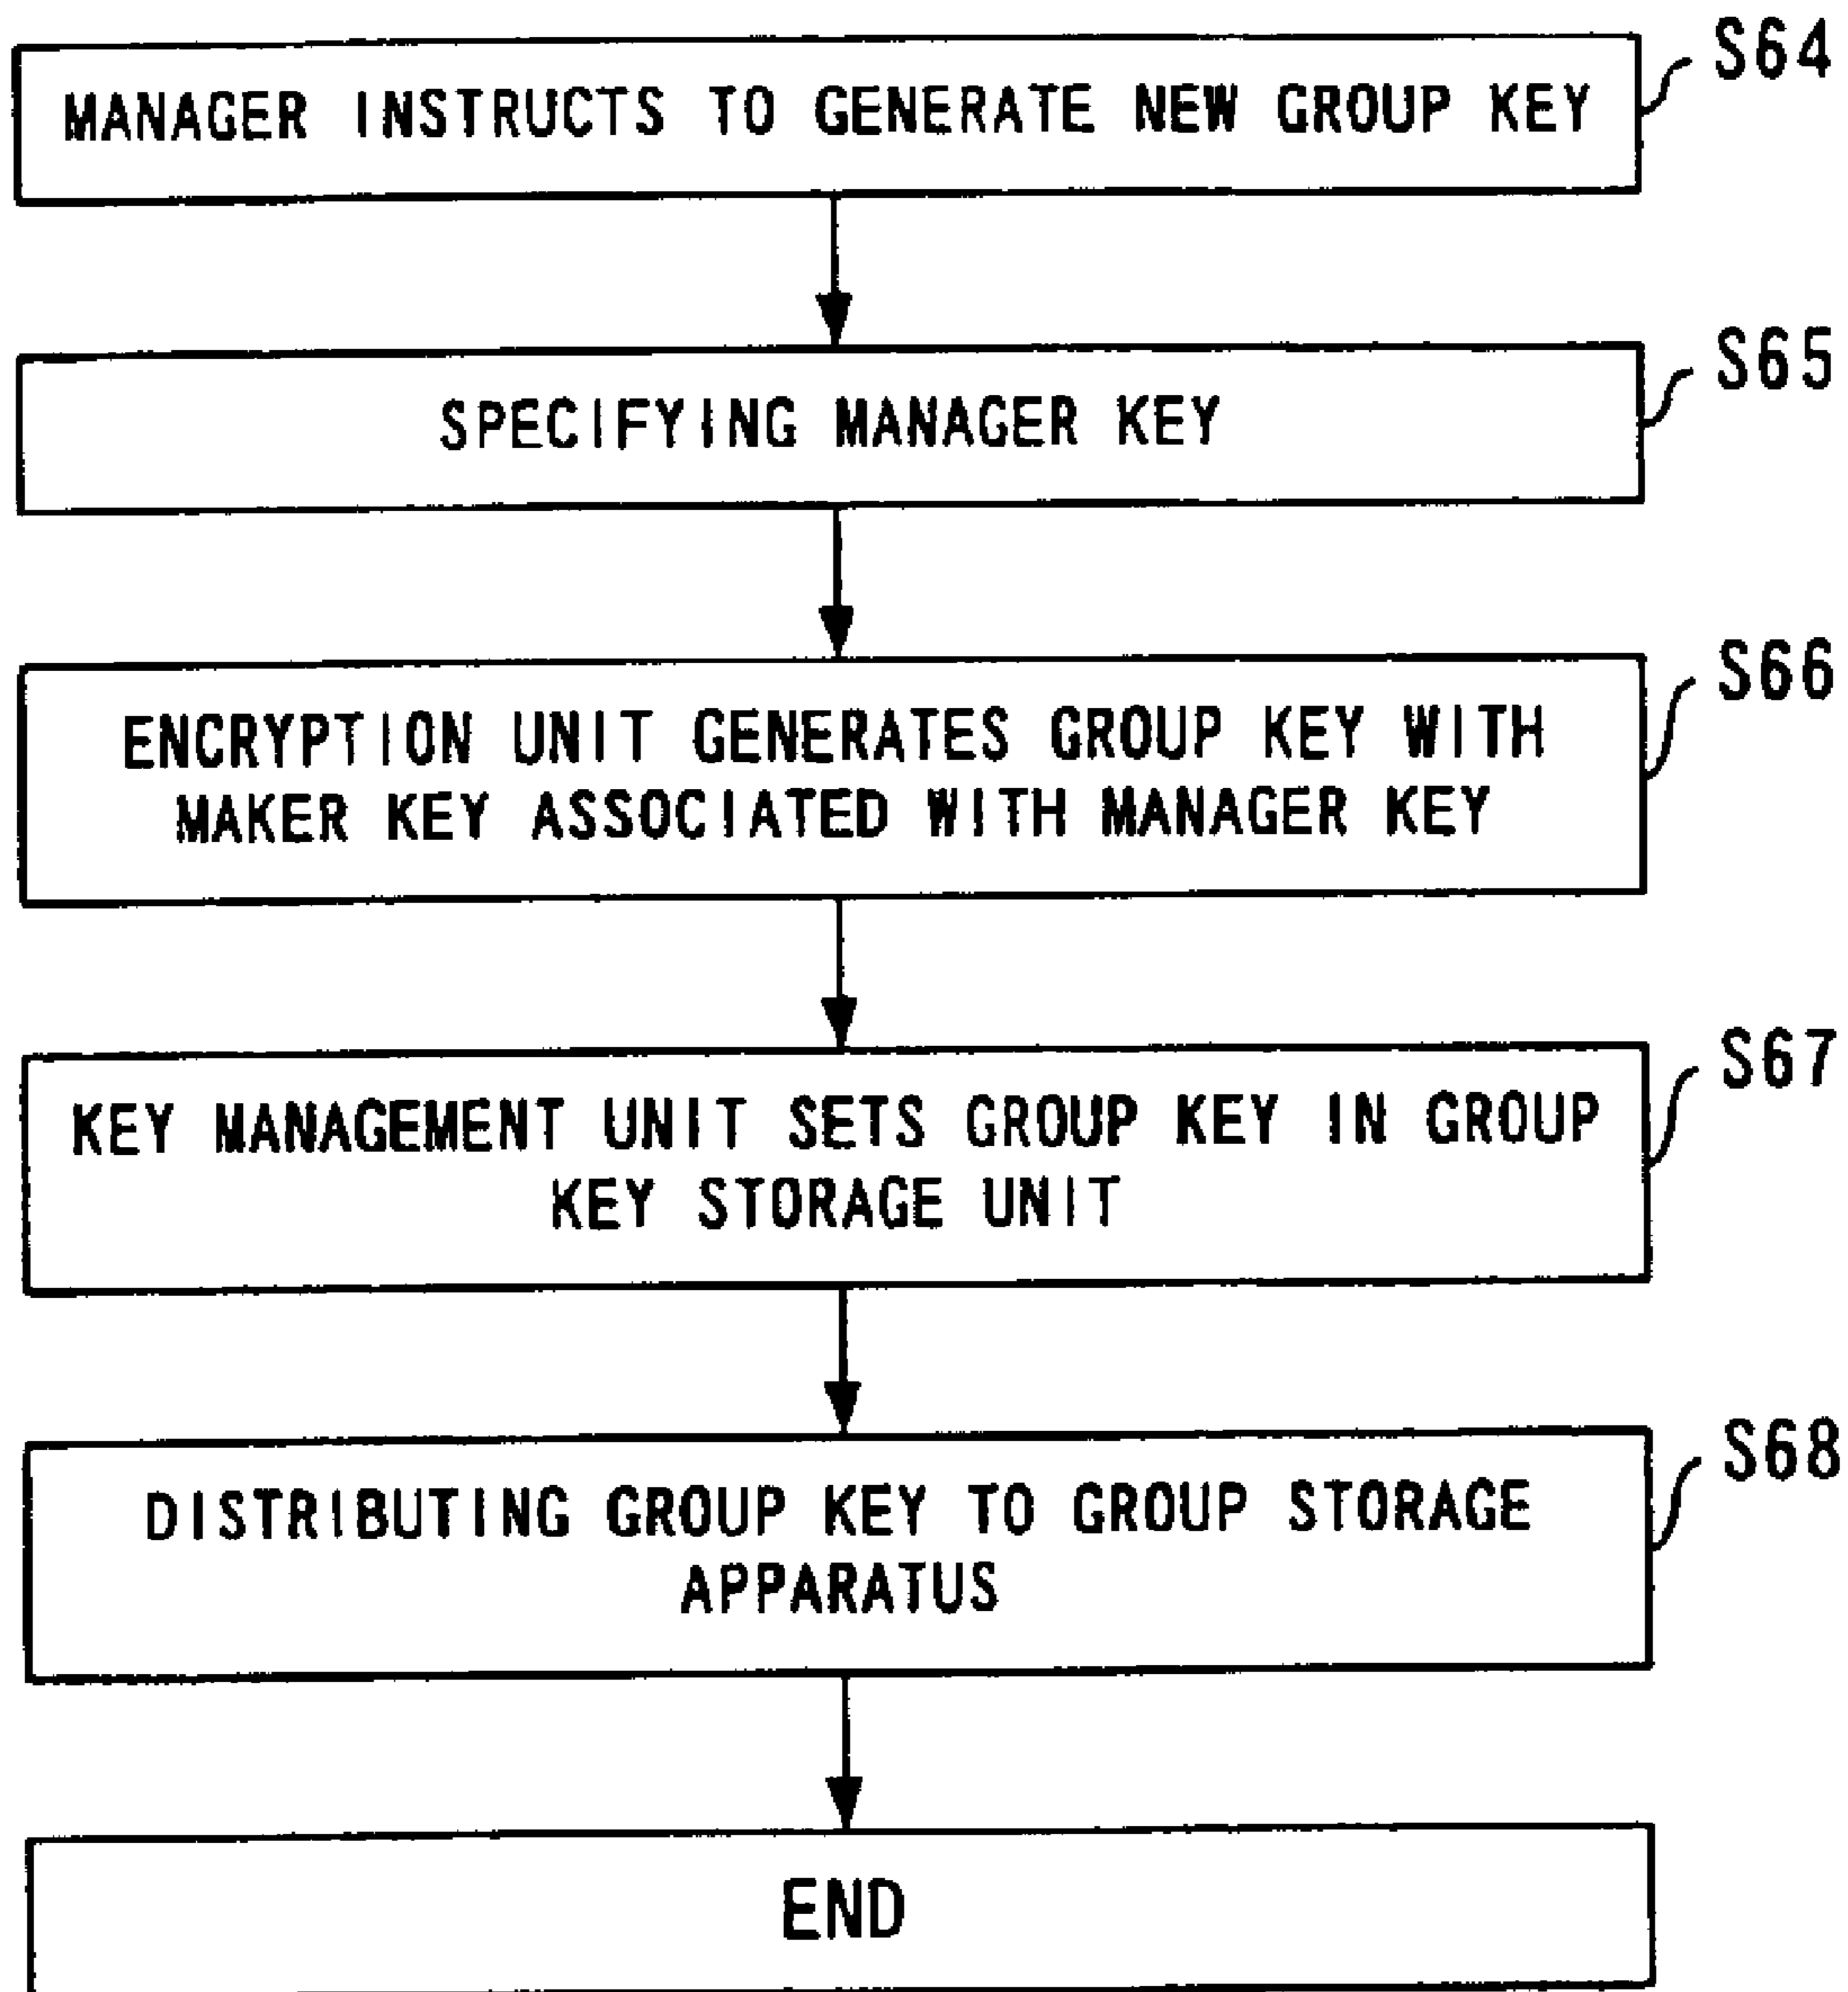 S64
MANAGER INSTRUCTS TO GENERATE NEW GROUP KEY
S65
SPECIFYING MANAGER KEY
S66
ENCRYPTION UNIT GENERATES GROUP KEY WITH
MAKER KEY ASSOCIATED WITH MANAGER KEY
S67
KEY MANAGEMENT UNIT SETS GROUP KEY IN GROUP
KEY STORAGE UNIT
S68
DISTRIBUTING GROUP KEY TO GROUP STORAGE
APPARATUS
END